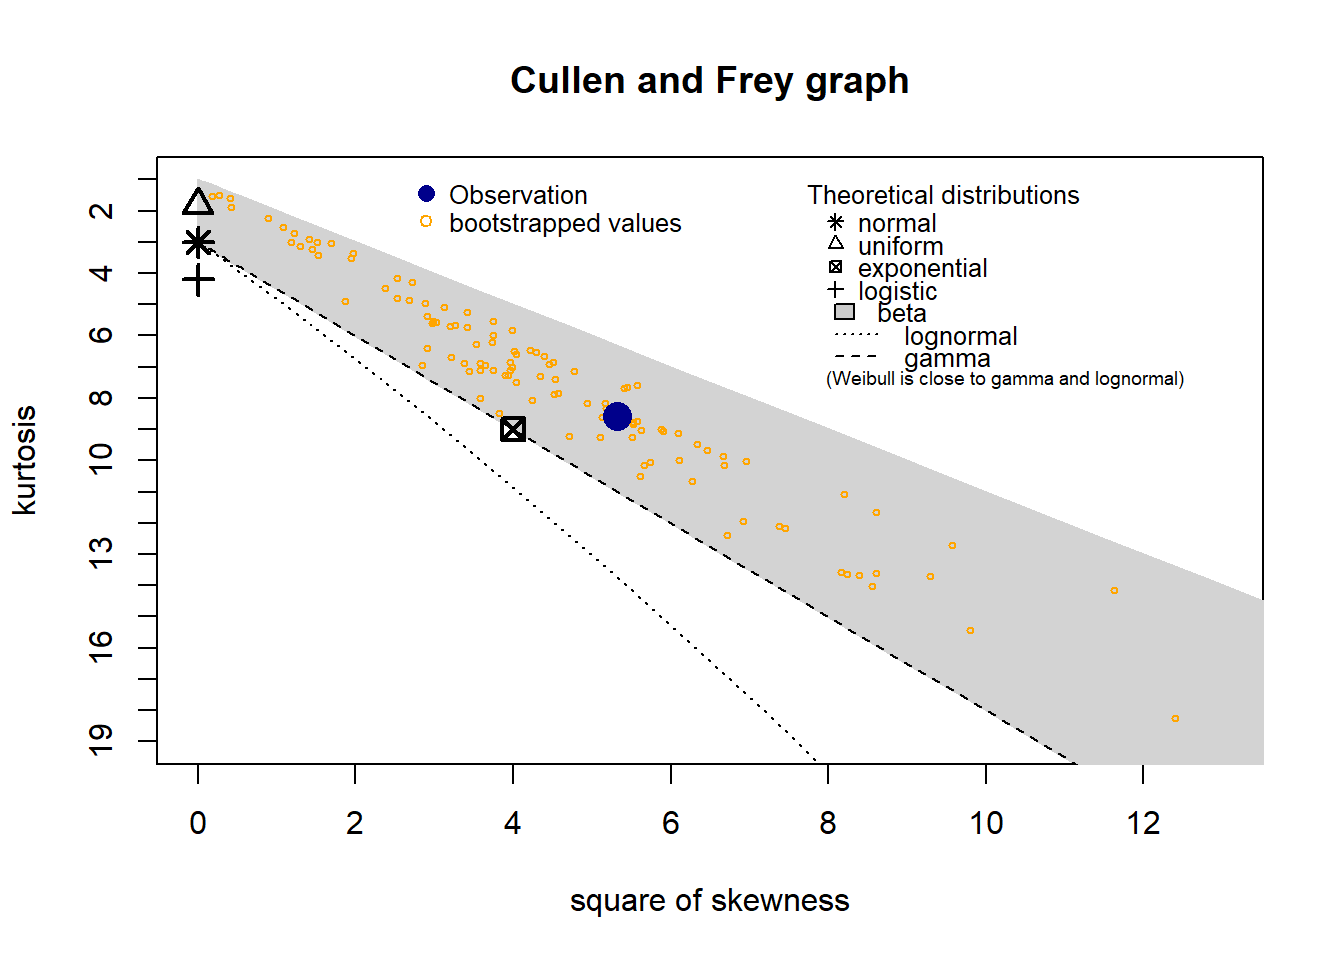 Cullen and Frey graph
Observation
bootstrapped values
Theoretical distributions
normal
uniform
exponential
logistic
beta
lognormal
gamma
(Weibull is close to gamma and lognormal)
kurtosis
2
4
6
8
10
13
16
19
0 2 4 6 8 10 12
square of skewness